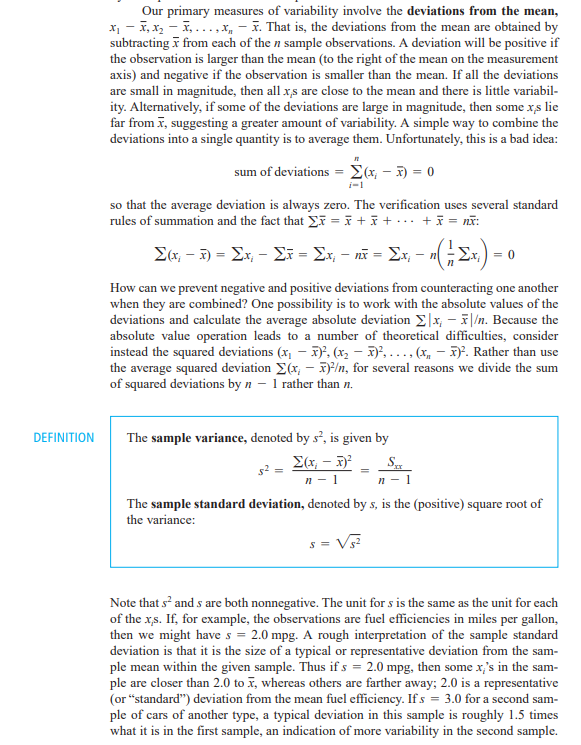 Our primary measures of variability involve the deviations from the mean,
x₁ − x̄, x₂ − x̄, . . . , xₙ − x̄. That is, the deviations from the mean are obtained by
subtracting x̄ from each of the n sample observations. A deviation will be positive if
the observation is larger than the mean (to the right of the mean on the measurement
axis) and negative if the observation is smaller than the mean. If all the deviations
are small in magnitude, then all xᵢs are close to the mean and there is little variabil-
ity. Alternatively, if some of the deviations are large in magnitude, then some xᵢs lie
far from x̄, suggesting a greater amount of variability. A simple way to combine the
deviations into a single quantity is to average them. Unfortunately, this is a bad idea:
sum of deviations = ∑ᵢ₌₁ⁿ (xᵢ − x̄) = 0
so that the average deviation is always zero. The verification uses several standard
rules of summation and the fact that ∑x̄ = x̄ + x̄ + ⋯ + x̄ = nx̄:
∑(xᵢ − x̄) = ∑xᵢ − ∑x̄ = ∑xᵢ − nx̄ = ∑xᵢ − n(1/n ∑xᵢ) = 0
How can we prevent negative and positive deviations from counteracting one another
when they are combined? One possibility is to work with the absolute values of the
deviations and calculate the average absolute deviation ∑|xᵢ − x̄|/n. Because the
absolute value operation leads to a number of theoretical difficulties, consider
instead the squared deviations (x₁ − x̄)², (x₂ − x̄)², . . . , (xₙ − x̄)². Rather than use
the average squared deviation ∑(xᵢ − x̄)²/n, for several reasons we divide the sum
of squared deviations by n − 1 rather than n.
DEFINITION
The sample variance, denoted by s², is given by
s² = ∑(xᵢ − x̄)² / (n − 1) = Sₓₓ / (n − 1)
The sample standard deviation, denoted by s, is the (positive) square root of
the variance:
s = √s²
Note that s² and s are both nonnegative. The unit for s is the same as the unit for each
of the xᵢs. If, for example, the observations are fuel efficiencies in miles per gallon,
then we might have s = 2.0 mpg. A rough interpretation of the sample standard
deviation is that it is the size of a typical or representative deviation from the sam-
ple mean within the given sample. Thus if s = 2.0 mpg, then some xᵢ's in the sam-
ple are closer than 2.0 to x̄, whereas others are farther away; 2.0 is a representative
(or “standard”) deviation from the mean fuel efficiency. If s = 3.0 for a second sam-
ple of cars of another type, a typical deviation in this sample is roughly 1.5 times
what it is in the first sample, an indication of more variability in the second sample.